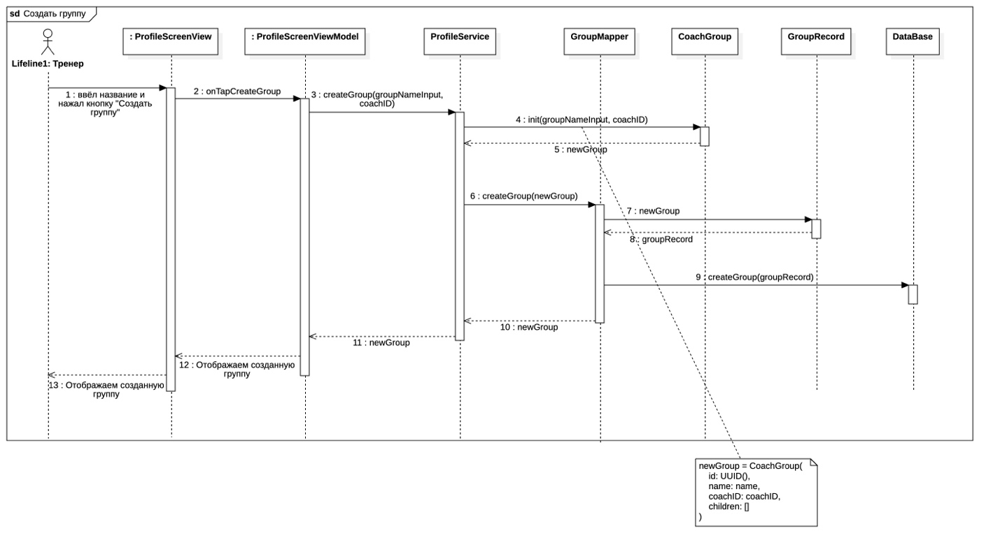 sd Создать группу
: ProfileScreenView
: ProfileScreenViewModel
ProfileService
GroupMapper
CoachGroup
GroupRecord
DataBase
Lifeline1: Тренер
1 : ввёл название и
нажал кнопку "Создать
группу"
2 : onTapCreateGroup
3 : createGroup(groupNameInput,
coachID)
4 : init(groupNameInput, coachID)
5 : newGroup
6 : createGroup(newGroup)
7 : newGroup
8 : groupRecord
9 : createGroup(groupRecord)
10 : newGroup
11 : newGroup
12 : Отображаем созданную
группу
13 : Отображаем созданную
группу
newGroup = CoachGroup(
id: UUID(),
name: name,
coachID: coachID,
children: []
)